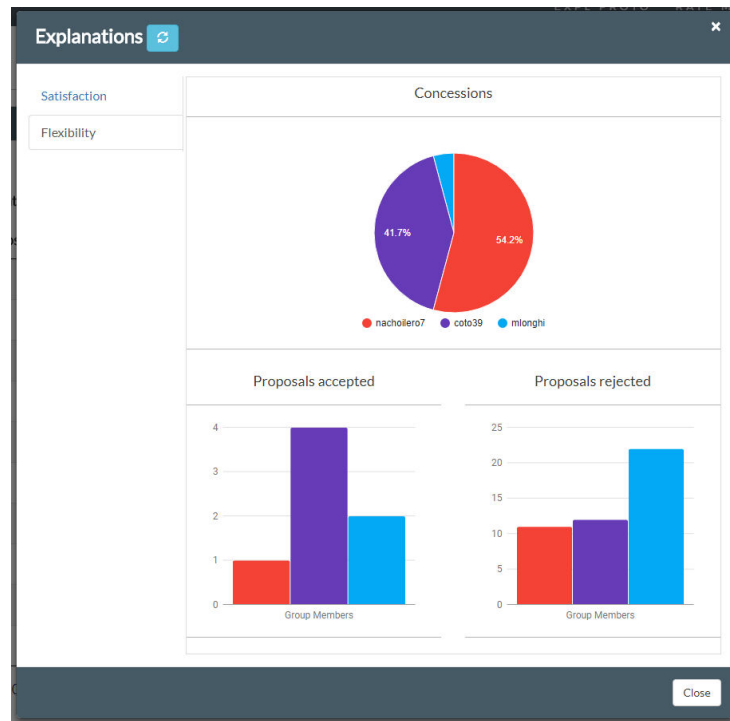 Explanations
×
Satisfaction
Flexibility
Concessions
41.7%
54.2%
nachoilero7 coto39 mlonghi
Proposals accepted
Proposals rejected
4
3
2
1
0
Group Members
25
20
15
10
5
0
Group Members
Close